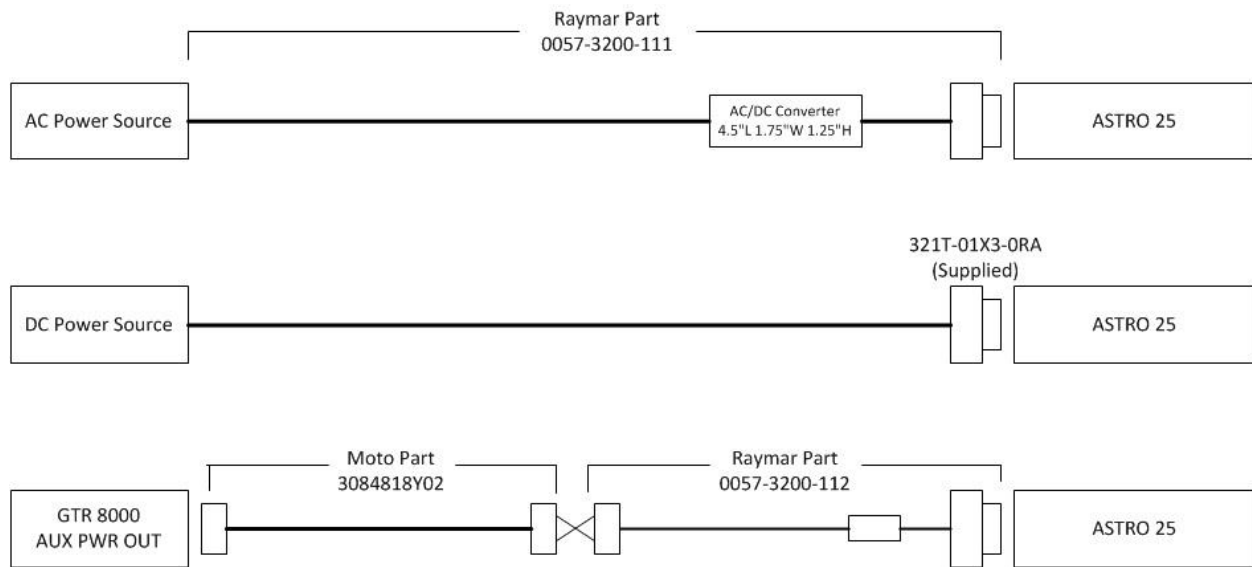 Raymar Part
0057-3200-111
AC Power Source
AC/DC Converter
4.5"L 1.75"W 1.25"H
ASTRO 25
321T-01X3-0RA
(Supplied)
DC Power Source
ASTRO 25
Moto Part
3084818Y02
Raymar Part
0057-3200-112
GTR 8000
AUX PWR OUT
ASTRO 25